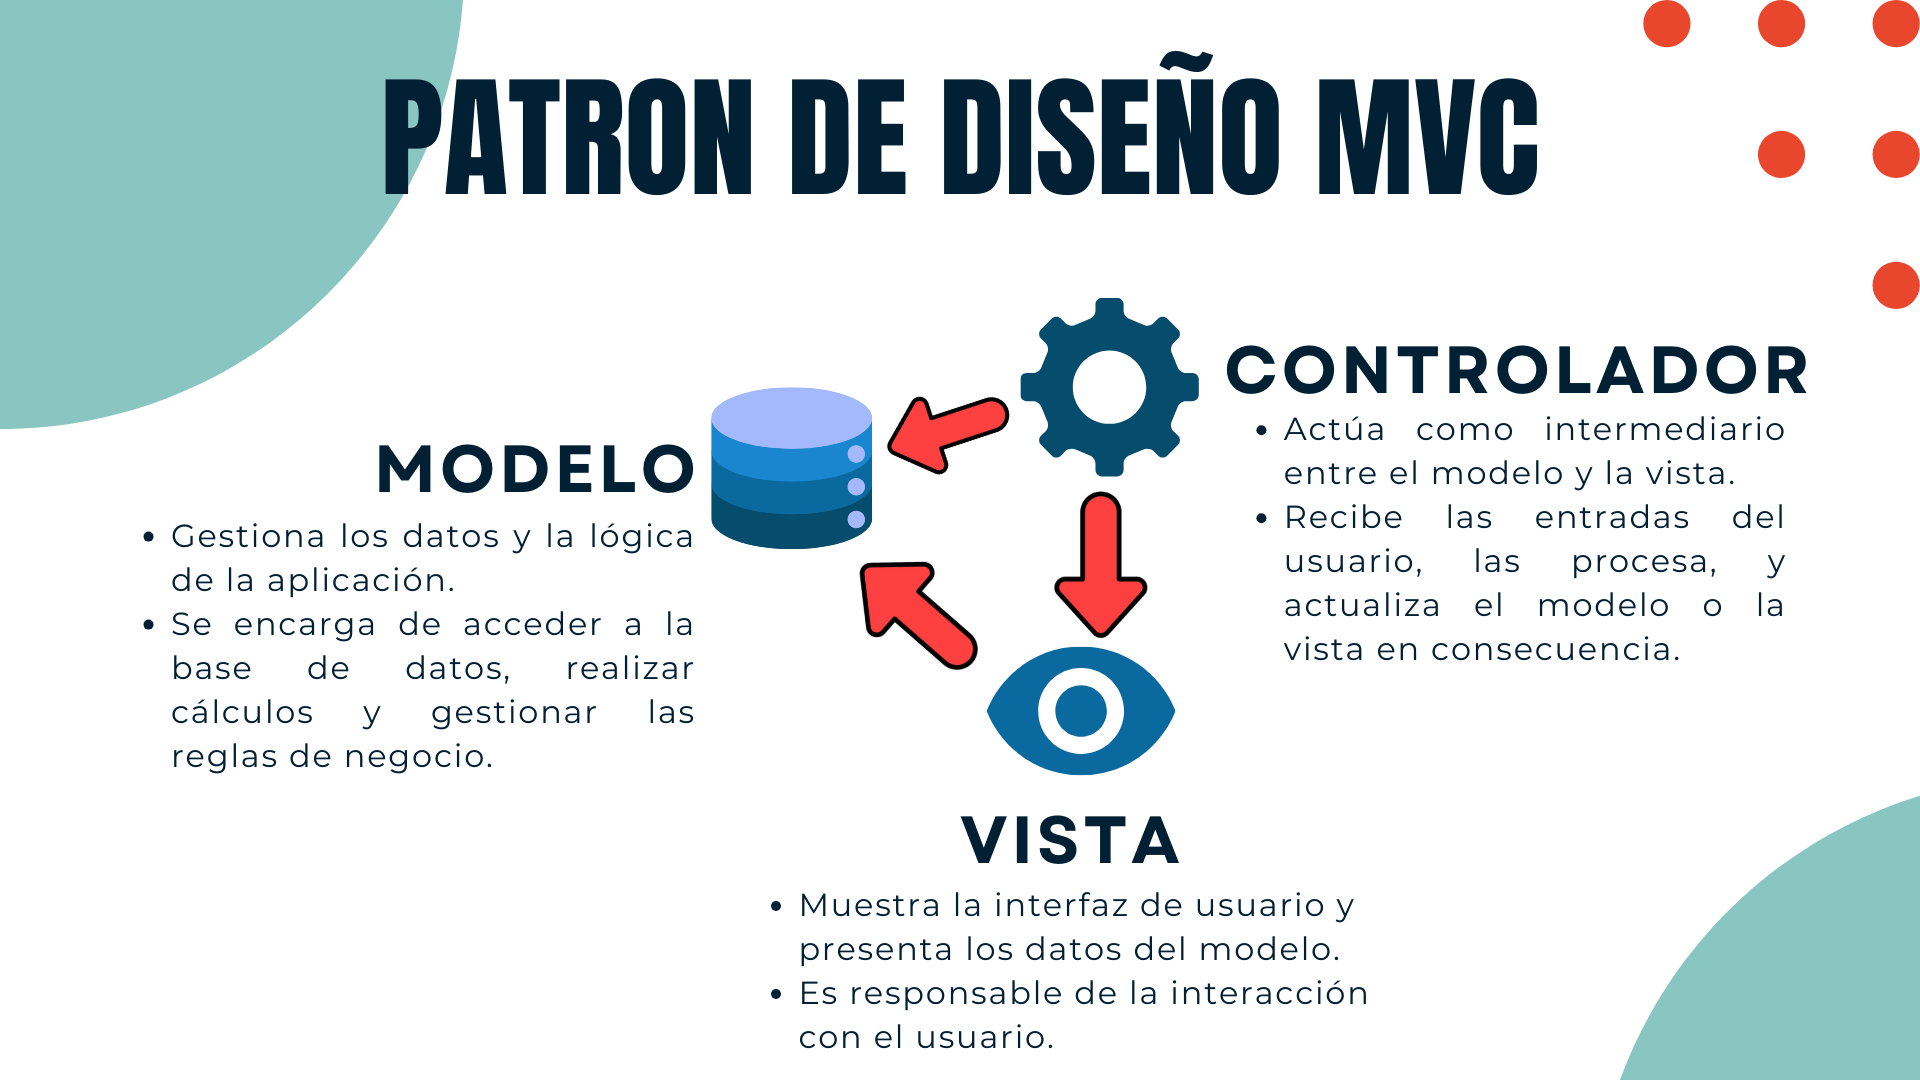 PATRON DE DISEÑO MVC
MODELO
• Gestiona los datos y la lógica
de la aplicación.
• Se encarga de acceder a la
base de datos, realizar
cálculos y gestionar las
reglas de negocio.
CONTROLADOR
• Actúa como intermediario
entre el modelo y la vista.
• Recibe las entradas del
usuario, las procesa, y
actualiza el modelo o la
vista en consecuencia.
VISTA
• Muestra la interfaz de usuario y
presenta los datos del modelo.
• Es responsable de la interacción
con el usuario.